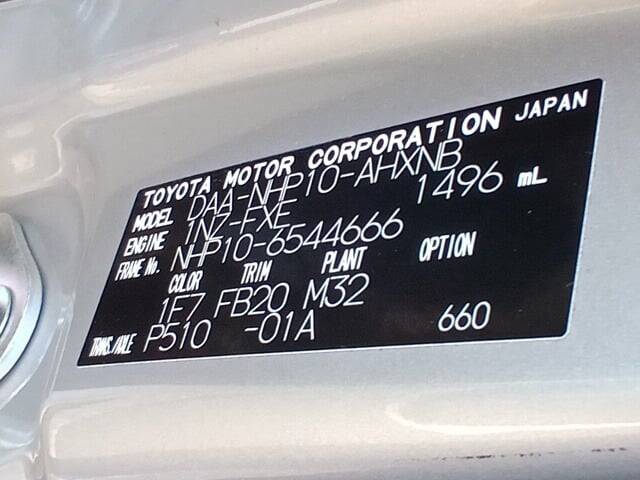 TOYOTA MOTOR CORPORATION JAPAN
MODEL DAA-NHP10-AHXNB
ENGINE 1NZ-FXE 1496 mL
FRAME No. NHP10-6544666
COLOR TRIM PLANT OPTION
1F7 FB20 M32
TRANS./AXLE P510 -01A 660